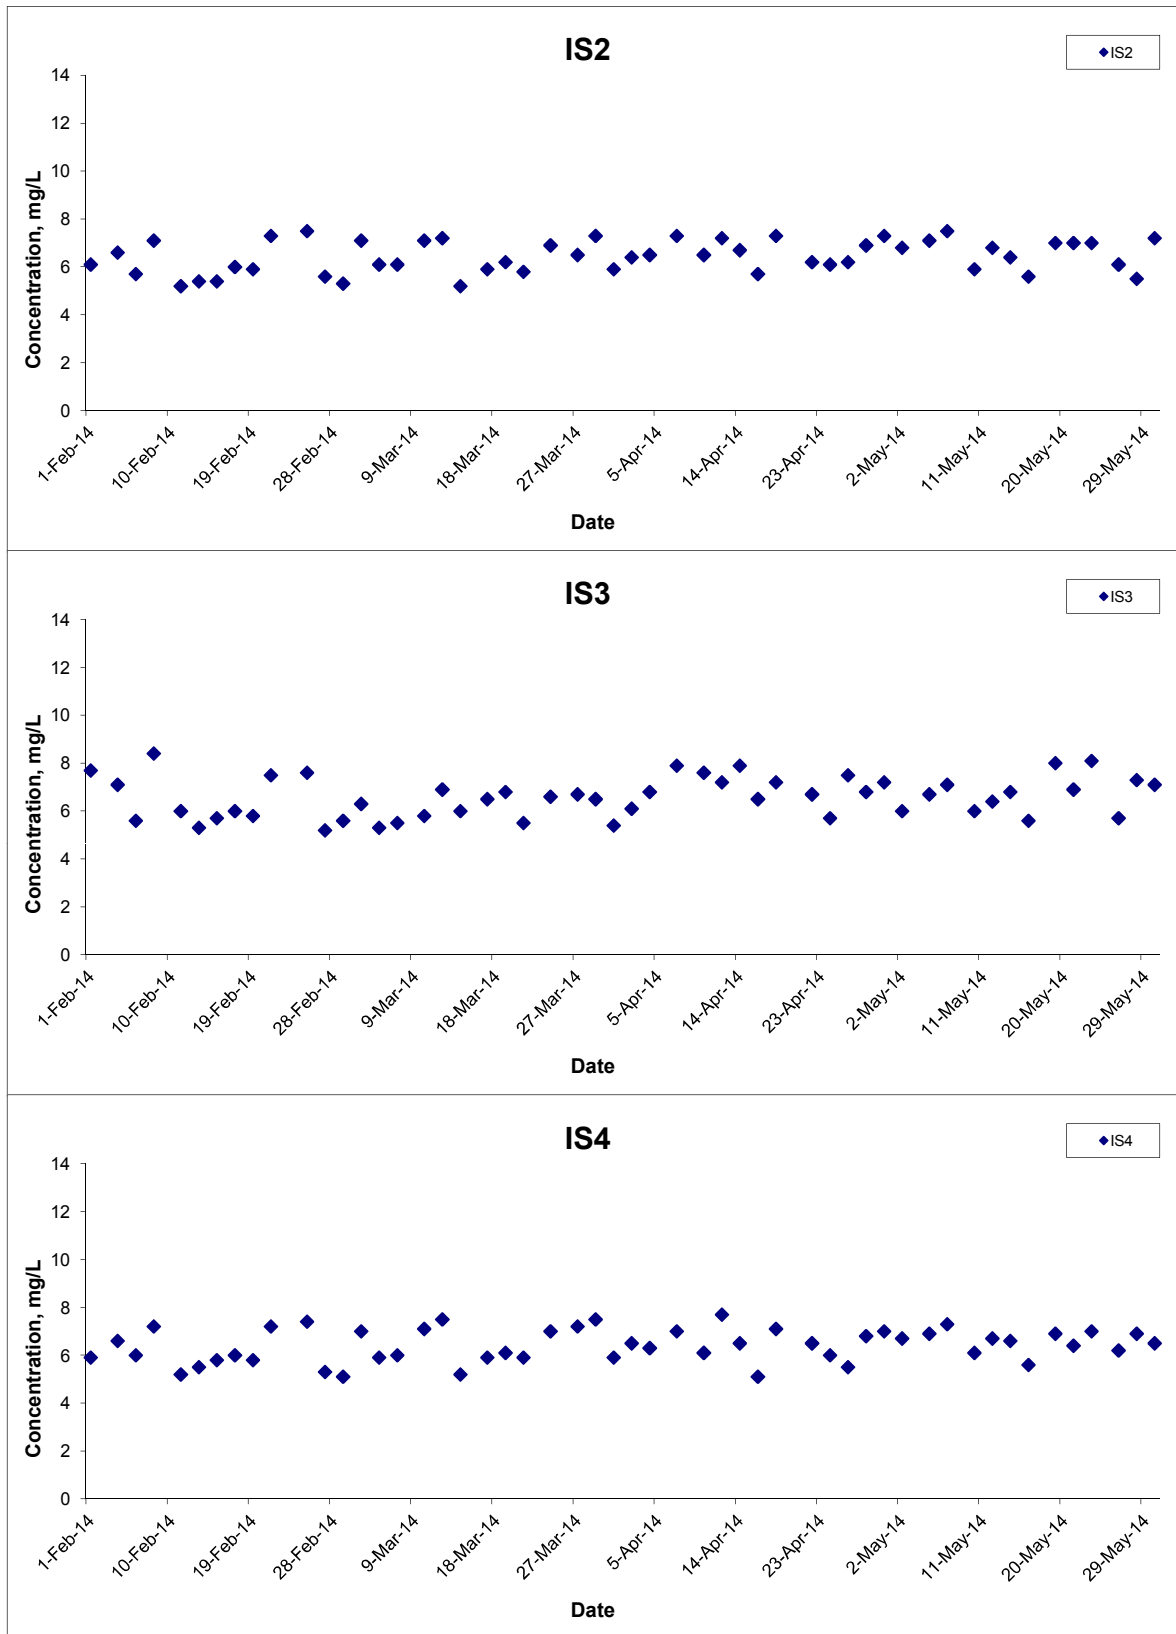 IS2
IS2
14
12
10
8
6
4
2
0
Concentration, mg/L
1-Feb-14
10-Feb-14
19-Feb-14
28-Feb-14
9-Mar-14
18-Mar-14
27-Mar-14
5-Apr-14
14-Apr-14
23-Apr-14
2-May-14
11-May-14
20-May-14
29-May-14
Date
IS3
IS3
14
12
10
8
6
4
2
0
Concentration, mg/L
1-Feb-14
10-Feb-14
19-Feb-14
28-Feb-14
9-Mar-14
18-Mar-14
27-Mar-14
5-Apr-14
14-Apr-14
23-Apr-14
2-May-14
11-May-14
20-May-14
29-May-14
Date
IS4
IS4
14
12
10
8
6
4
2
0
Concentration, mg/L
1-Feb-14
10-Feb-14
19-Feb-14
28-Feb-14
9-Mar-14
18-Mar-14
27-Mar-14
5-Apr-14
14-Apr-14
23-Apr-14
2-May-14
11-May-14
20-May-14
29-May-14
Date